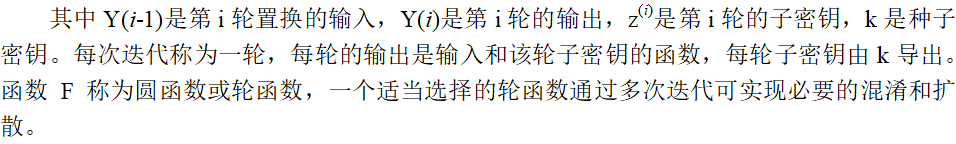 其中 Y(i-1)是第 i 轮置换的输入，Y(i)是第 i 轮的输出，z⁽ⁱ⁾是第 i 轮的子密钥，k 是种子
密钥。每次迭代称为一轮，每轮的输出是输入和该轮子密钥的函数，每轮子密钥由 k 导出。
函数 F 称为圆函数或轮函数，一个适当选择的轮函数通过多次迭代可实现必要的混淆和扩
散。